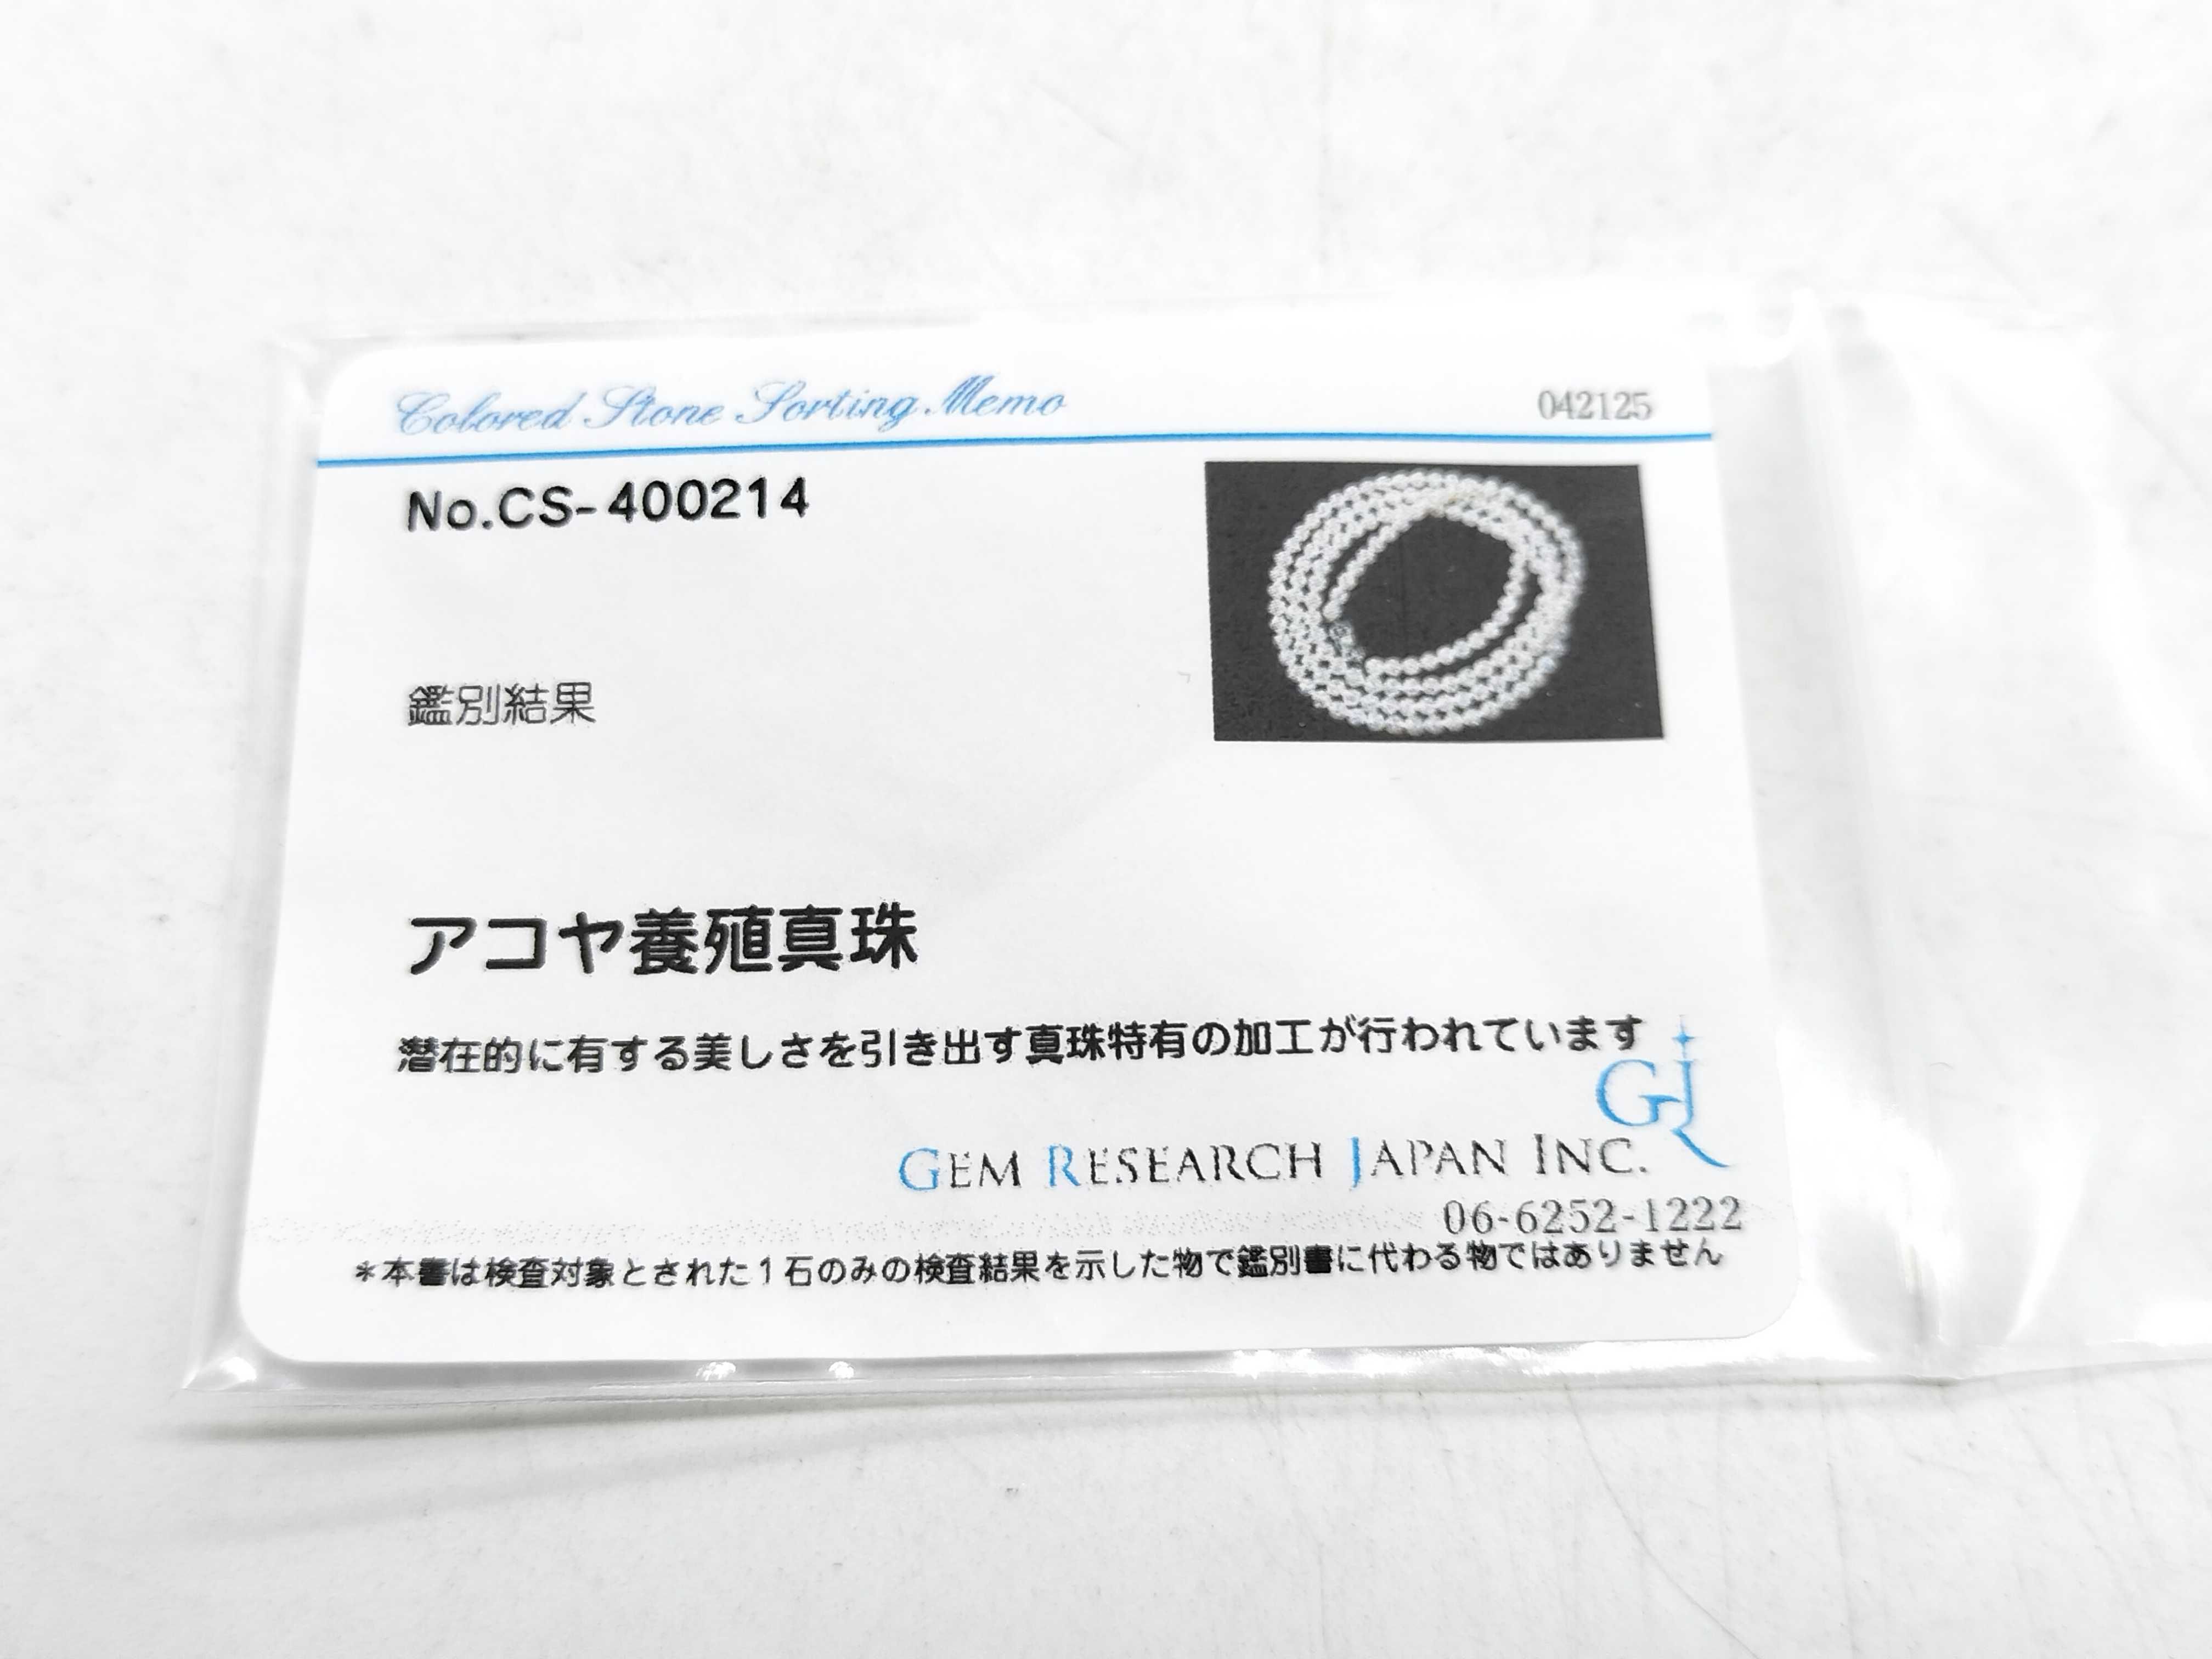 Colored Stone Sorting Memo
042125
No.CS-400214
鑑別結果
アコヤ養殖真珠
潜在的に有する美しさを引き出す真珠特有の加工が行われています
GEM RESEARCH JAPAN INC.
06-6252-1222
*本書は検査対象とされた1石のみの検査結果を示した物で鑑別書に代わる物ではありません